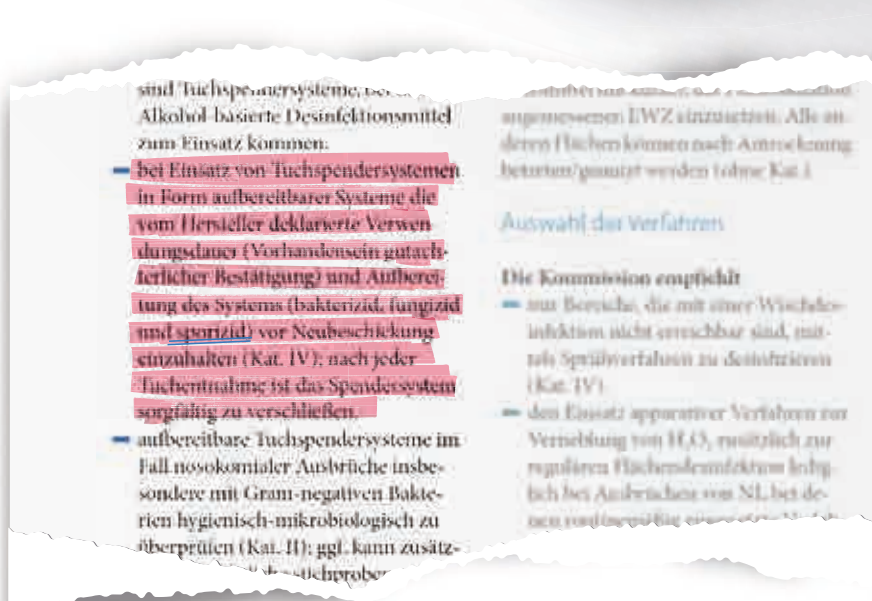 sind Tuchspendersysteme,
Alkohol-basierte Desinfektionsmittel
zum Einsatz kommen.
bei Einsatz von Tuchspendersystemen
in Form aufbereitbarer Systeme die
vom Hersteller deklarierte Verwen
dungsdauer (Vorhandensein gutach-
terlicher Bestätigung) und Aufberei-
tung des Systems (bakterizid, fungizid
und sporizid) vor Neubeschickung
einzuhalten (Kat. IV); nach jeder
Tuchentnahme ist das Spendersystem
sorgfältig zu verschließen.
aufbereitbare Tuchspendersysteme im
Fall nosokomialer Ausbrüche insbe-
sondere mit Gram-negativen Bakte-
rien hygienisch-mikrobiologisch zu
überprüfen (Kat. II); ggf. kann zusätz-
angemessener EWZ einzusetzen. Alle an
deren Flächen können nach Antrocknung
betreten/genutzt werden (ohne Kat.).
Auswahl der Verfahren
Die Kommission empfiehlt
nur Bereiche, die mit einer Wischdes-
infektion nicht erreichbar sind, mit-
tels Sprühverfahren zu desinfizieren
(Kat. IV)
den Einsatz apparativer Verfahren zur
Verneblung von H₂O₂ zusätzlich zur
regulären Flächendesinfektion ledig-
lich bei Ausbrüchen von NI, bei de-